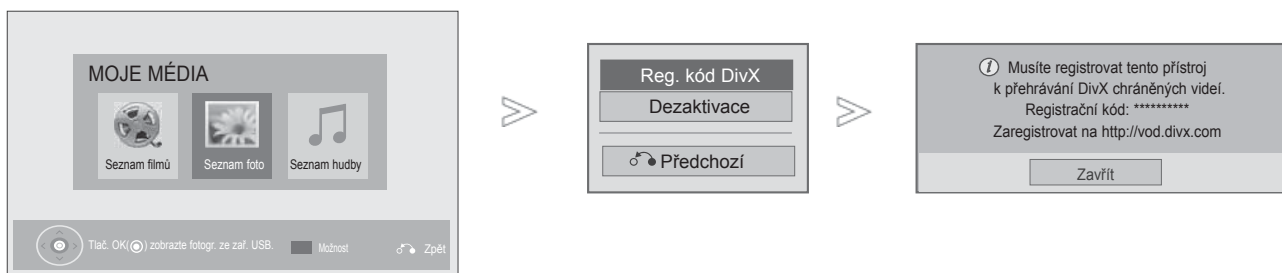 MOJE MÉDIA
Seznam filmů
Seznam foto
Seznam hudby
Tlač. OK(◉) zobrazte fotogr. ze zař. USB.
Možnost
Zpět
Reg. kód DivX
Dezaktivace
Předchozí
Musíte registrovat tento přístroj
k přehrávání DivX chráněných videí.
Registrační kód: **********
Zaregistrovat na http://vod.divx.com
Zavřít